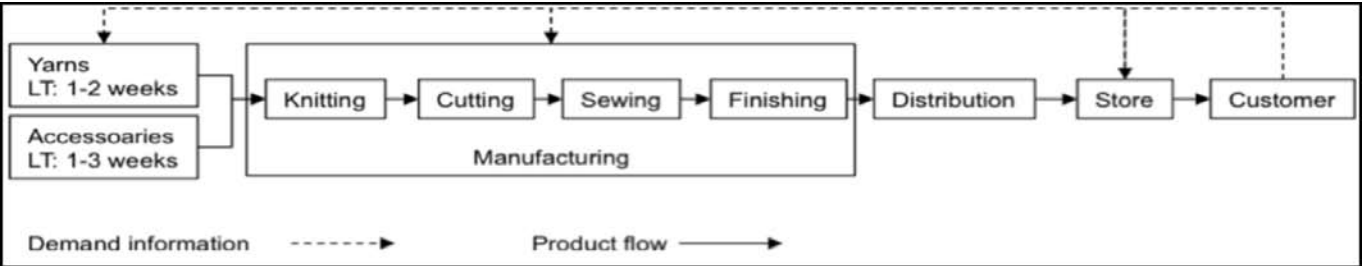 Yarns
LT: 1-2 weeks
Accessoaries
LT: 1-3 weeks
Knitting
Cutting
Sewing
Finishing
Manufacturing
Distribution
Store
Customer
Demand information
Product flow